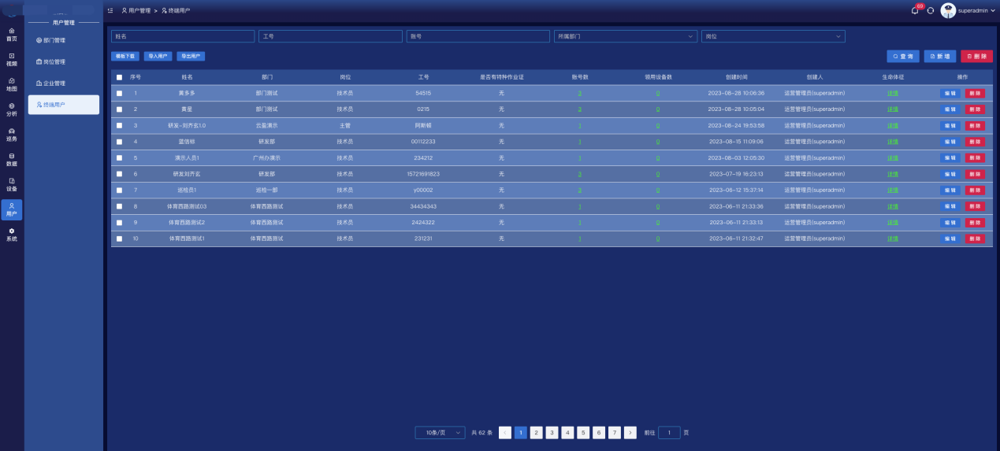 用户管理 > 终端用户
69
superadmin
首页
视频
地图
分析
巡务
数据
设备
用户
系统
用户管理
部门管理
岗位管理
企业管理
终端用户
姓名 工号 账号 所属部门 岗位
模板下载 导入用户 导出用户 查询 新增 删除
序号 姓名 部门 岗位 工号 是否有特种作业证 账号数 领用设备数 创建时间 创建人 生命体征 操作
1 黄多多 部门测试 技术员 54515 无 3 0 2023-08-28 10:06:36 运营管理员(superadmin) 详情 编辑 删除
2 黄星 部门测试 技术员 0215 无 3 0 2023-08-28 10:05:04 运营管理员(superadmin) 详情 编辑 删除
3 研发-刘齐玄1.0 云盈演示 主管 阿斯顿 无 1 0 2023-08-24 19:53:58 运营管理员(superadmin) 详情 编辑 删除
4 蓝信标 研发部 技术员 00112233 无 1 0 2023-08-15 11:09:06 运营管理员(superadmin) 详情 编辑 删除
5 演示人员1 广州办演示 技术员 234212 无 1 0 2023-08-03 12:05:30 运营管理员(superadmin) 详情 编辑 删除
6 研发刘齐玄 研发部 技术员 15721691823 无 3 0 2023-07-19 16:23:13 运营管理员(superadmin) 详情 编辑 删除
7 巡检员1 巡检一部 技术员 y00002 无 2 0 2023-06-12 15:37:14 运营管理员(superadmin) 详情 编辑 删除
8 体育西路测试03 体育西路测试 技术员 34434343 无 1 0 2023-06-11 21:33:36 运营管理员(superadmin) 详情 编辑 删除
9 体育西路测试2 体育西路测试 技术员 2424322 无 1 0 2023-06-11 21:33:13 运营管理员(superadmin) 详情 编辑 删除
10 体育西路测试1 体育西路测试 技术员 231231 无 1 0 2023-06-11 21:32:47 运营管理员(superadmin) 详情 编辑 删除
10条/页 共 62 条 < 1 2 3 4 5 6 7 > 前往 1 页